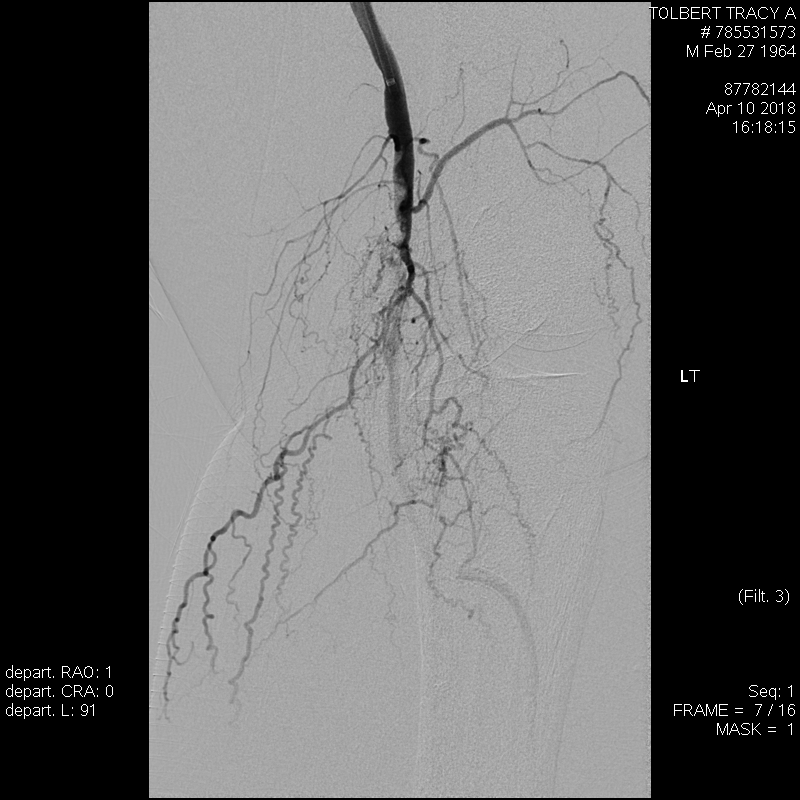 TOLBERT TRACY A
# 785531573
M Feb 27 1964
87782144
Apr 10 2018
16:18:15
LT
(Filt. 3)
depart. RAO: 1
depart. CRA: 0
depart. L: 91
Seq: 1
FRAME = 7 / 16
MASK = 1